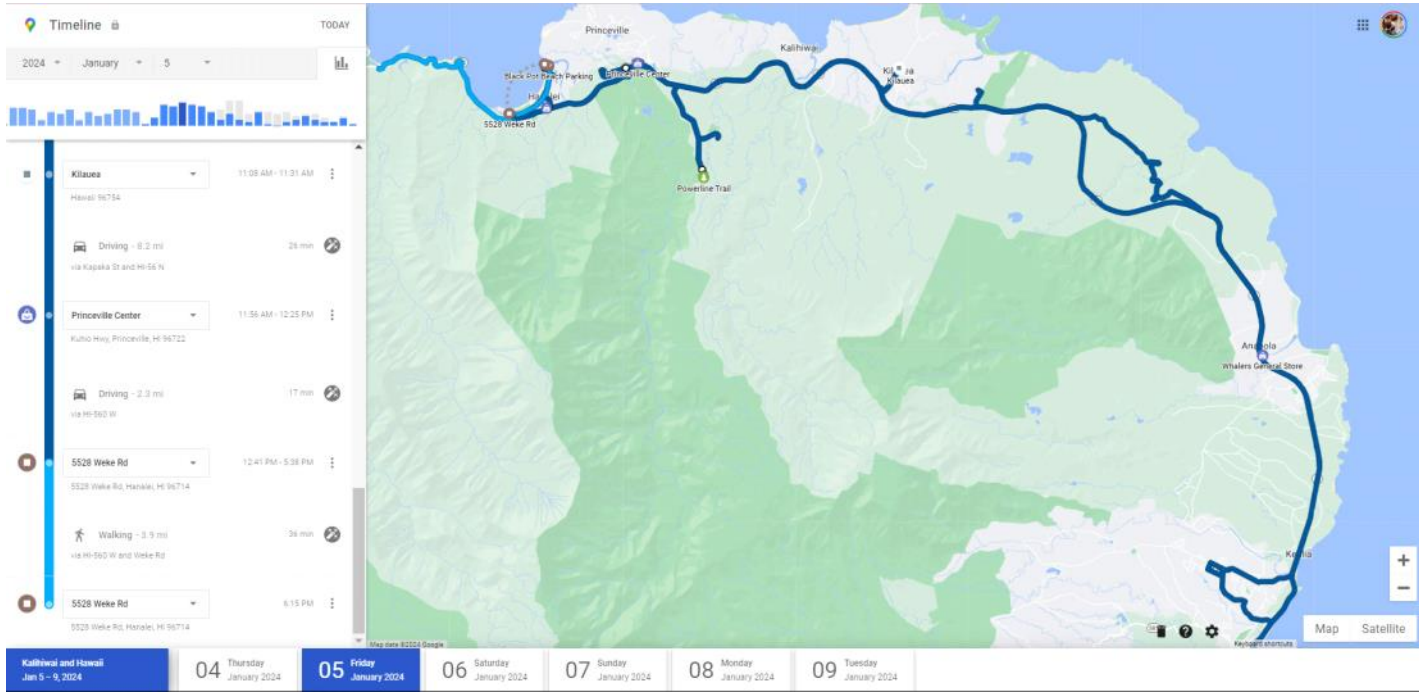 Timeline
TODAY
2024
January
5
Kilauea
11:08 AM - 11:31 AM
Hawaii 96754
Driving - 8.2 mi
26 min
via Kapaka St and HI-56 N
Princeville Center
11:56 AM - 12:25 PM
Kuhio Hwy, Princeville, HI 96722
Driving - 2.3 mi
17 min
via HI-560 W
5528 Weke Rd
12:41 PM - 5:38 PM
5528 Weke Rd, Hanalei, HI 96714
Walking - 3.9 mi
36 min
via HI-560 W and Weke Rd
5528 Weke Rd
6:15 PM
5528 Weke Rd, Hanalei, HI 96714
Princeville
Kalihiwai
Black Pot Beach Parking
Princeville Center
Kilauea
5528 Weke Rd
Powerline Trail
Whalers General Store
Map data ©2024 Google
Keyboard shortcuts
Map
Satellite
Kalihiwai and Hawaii
Jan 5 – 9, 2024
04 Thursday
January 2024
05 Friday
January 2024
06 Saturday
January 2024
07 Sunday
January 2024
08 Monday
January 2024
09 Tuesday
January 2024